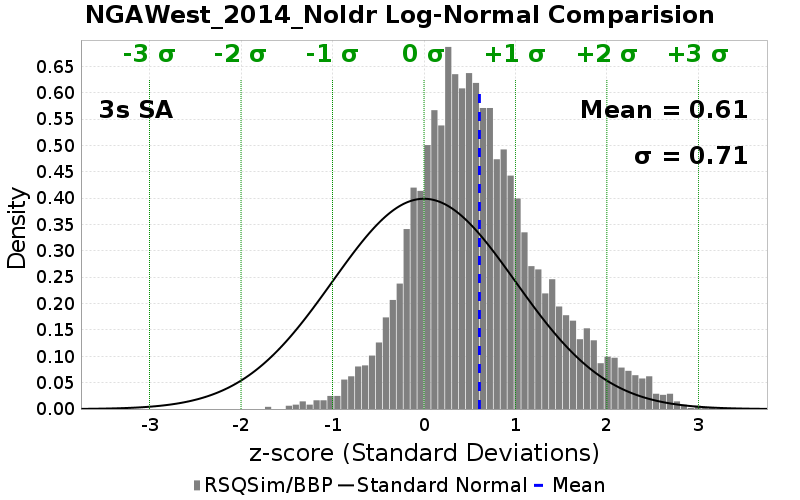 NGAWest_2014_NoIdr Log-Normal Comparision
-3 σ -2 σ -1 σ 0 σ +1 σ +2 σ +3 σ
3s SA
Mean = 0.61
σ = 0.71
Density
0.65
0.60
0.55
0.50
0.45
0.40
0.35
0.30
0.25
0.20
0.15
0.10
0.05
0.00
-3 -2 -1 0 1 2 3
z-score (Standard Deviations)
RSQSim/BBP Standard Normal Mean